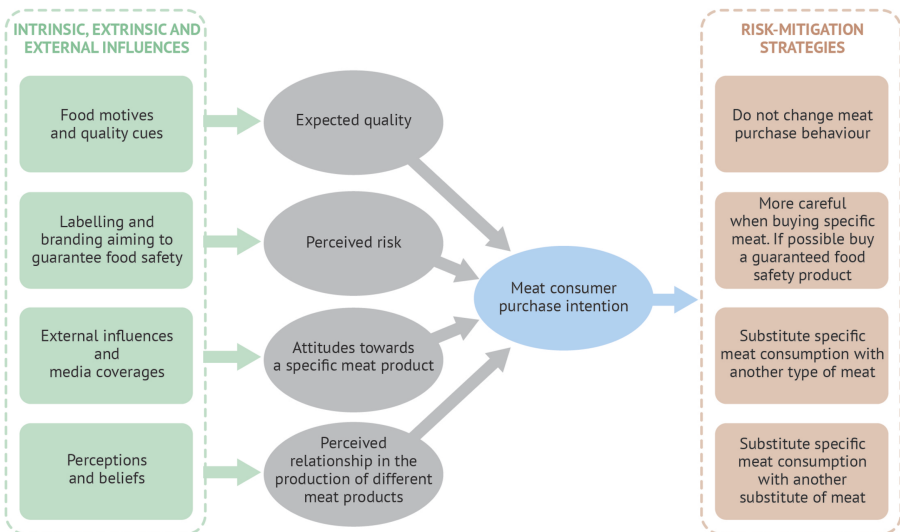 INTRINSIC, EXTRINSIC AND
EXTERNAL INFLUENCES
Food motives
and quality cues
Labelling and
branding aiming to
guarantee food safety
External influences
and
media coverages
Perceptions
and beliefs
Expected quality
Perceived risk
Attitudes towards
a specific meat product
Perceived
relationship in the
production of different
meat products
Meat consumer
purchase intention
RISK-MITIGATION
STRATEGIES
Do not change meat
purchase behaviour
More careful
when buying specific
meat. If possible buy
a guaranteed food
safety product
Substitute specific
meat consumption with
another type of meat
Substitute specific
meat consumption
with another
substitute of meat